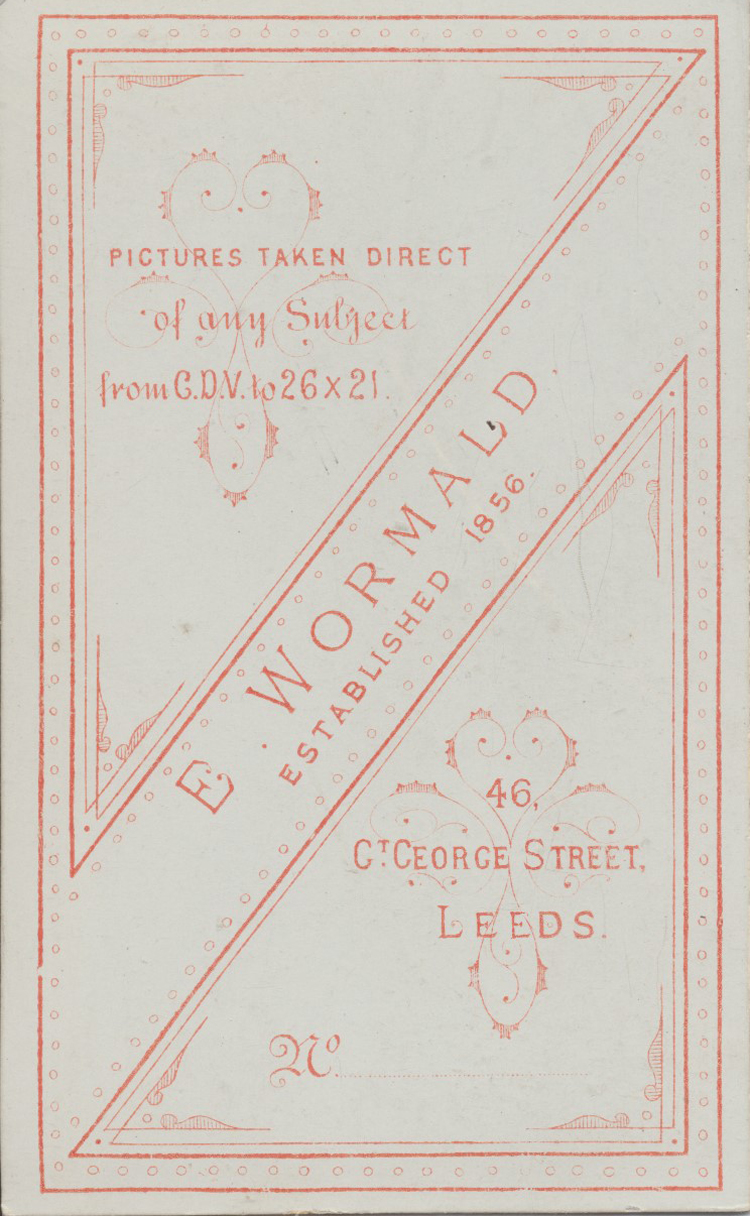 PICTURES TAKEN DIRECT
of any Subject
from C.D.V. to 26 x 21.
E. WORMALD
ESTABLISHED 1856.
46,
GT GEORGE STREET,
LEEDS.
No.